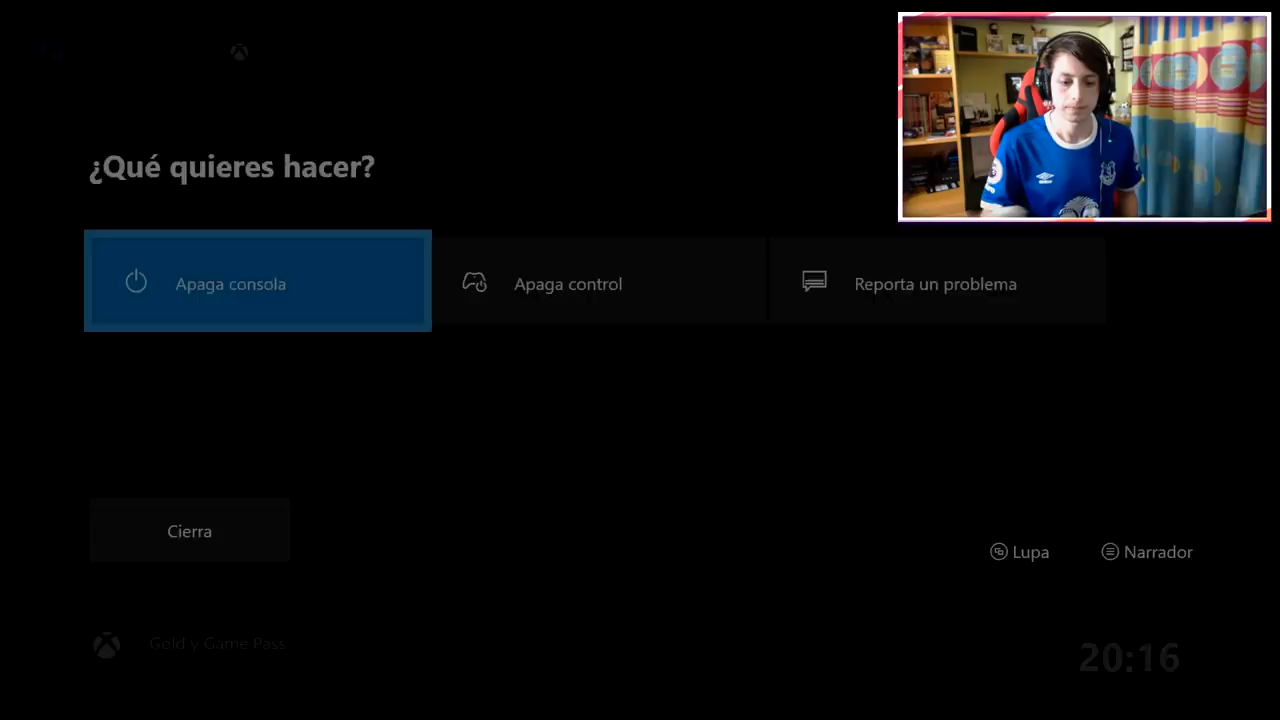 ¿Qué quieres hacer?
Apaga consola
Apaga control
Reporta un problema
Cierra
Lupa
Narrador
Gold y Game Pass
20:16